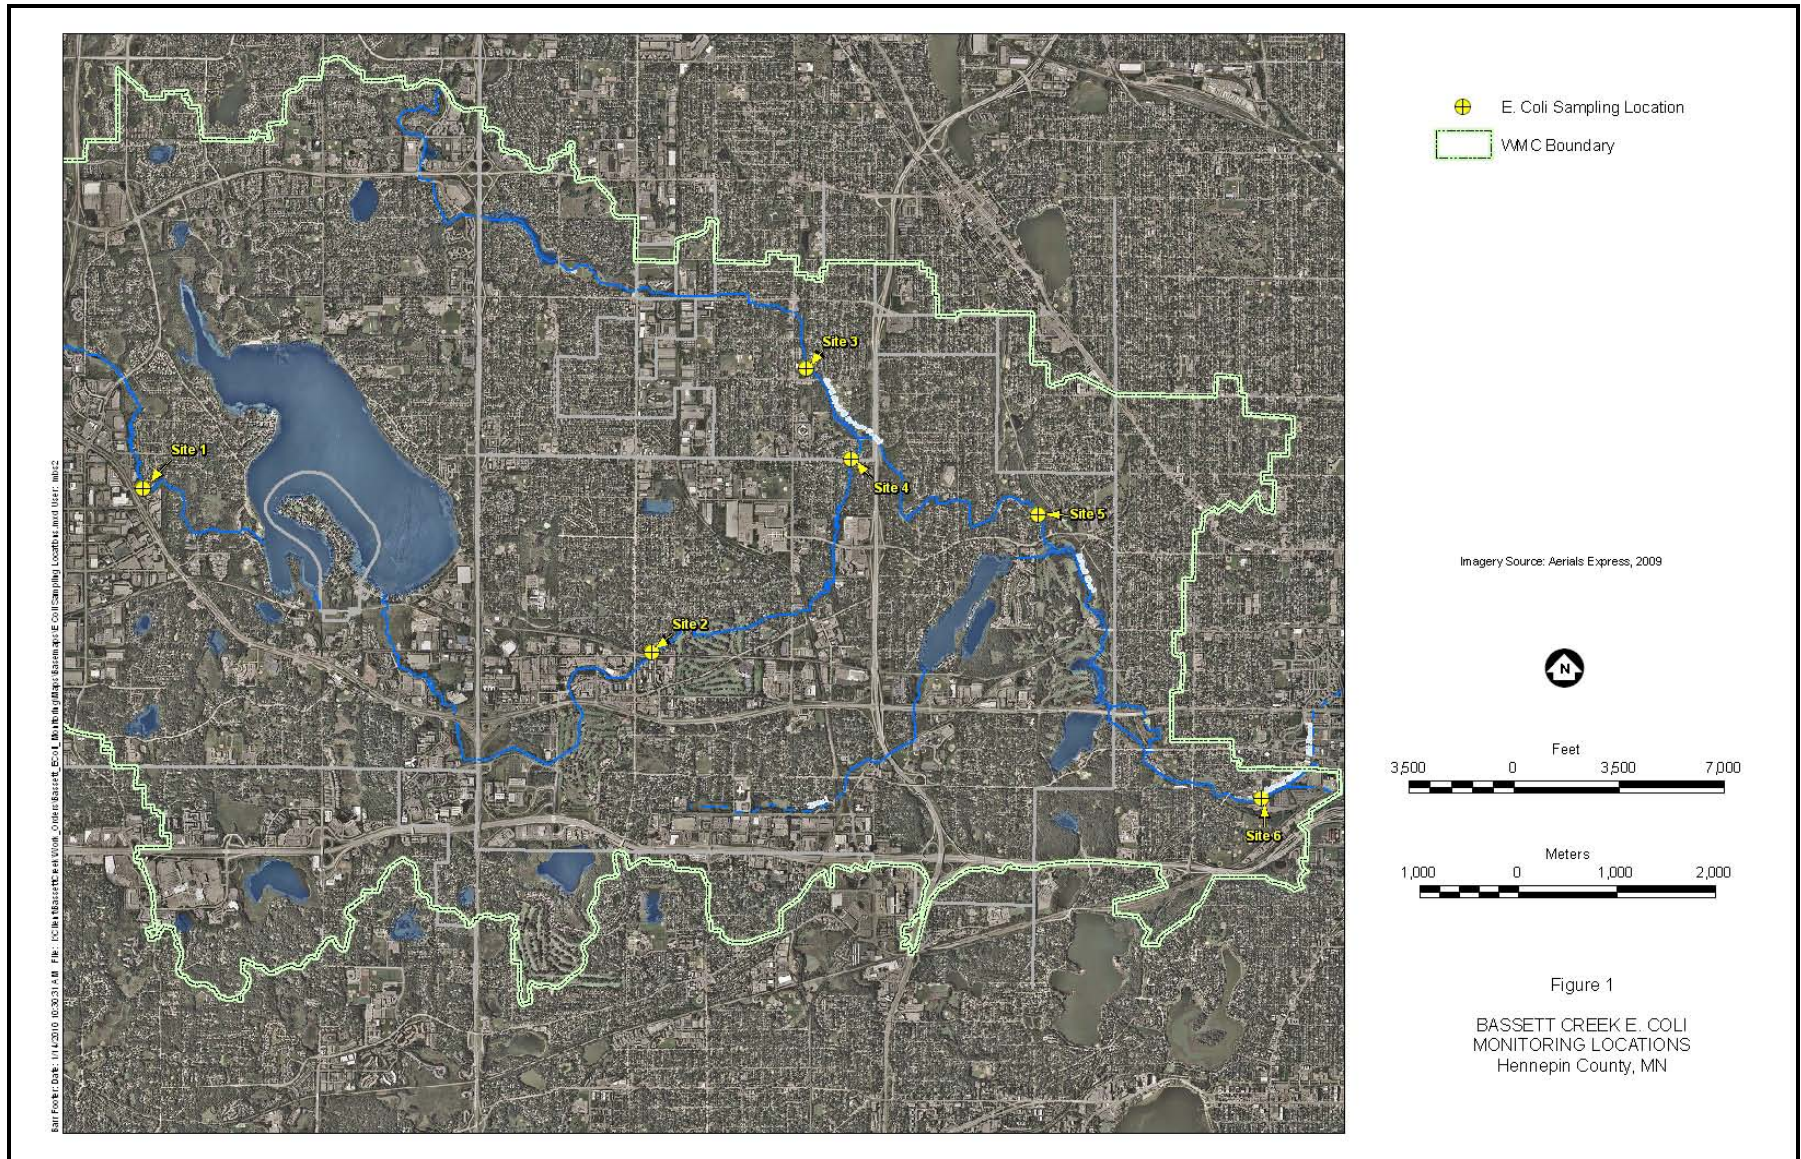 E. Coli Sampling Location
WMC Boundary
Site 3
Site 1
Site 4
Site 5
Site 2
Site 6
Imagery Source: Aerials Express, 2009
N
Feet
3,500 0 3,500 7,000
Meters
1,000 0 1,000 2,000
Figure 1
BASSETT CREEK E. COLI
MONITORING LOCATIONS
Hennepin County, MN